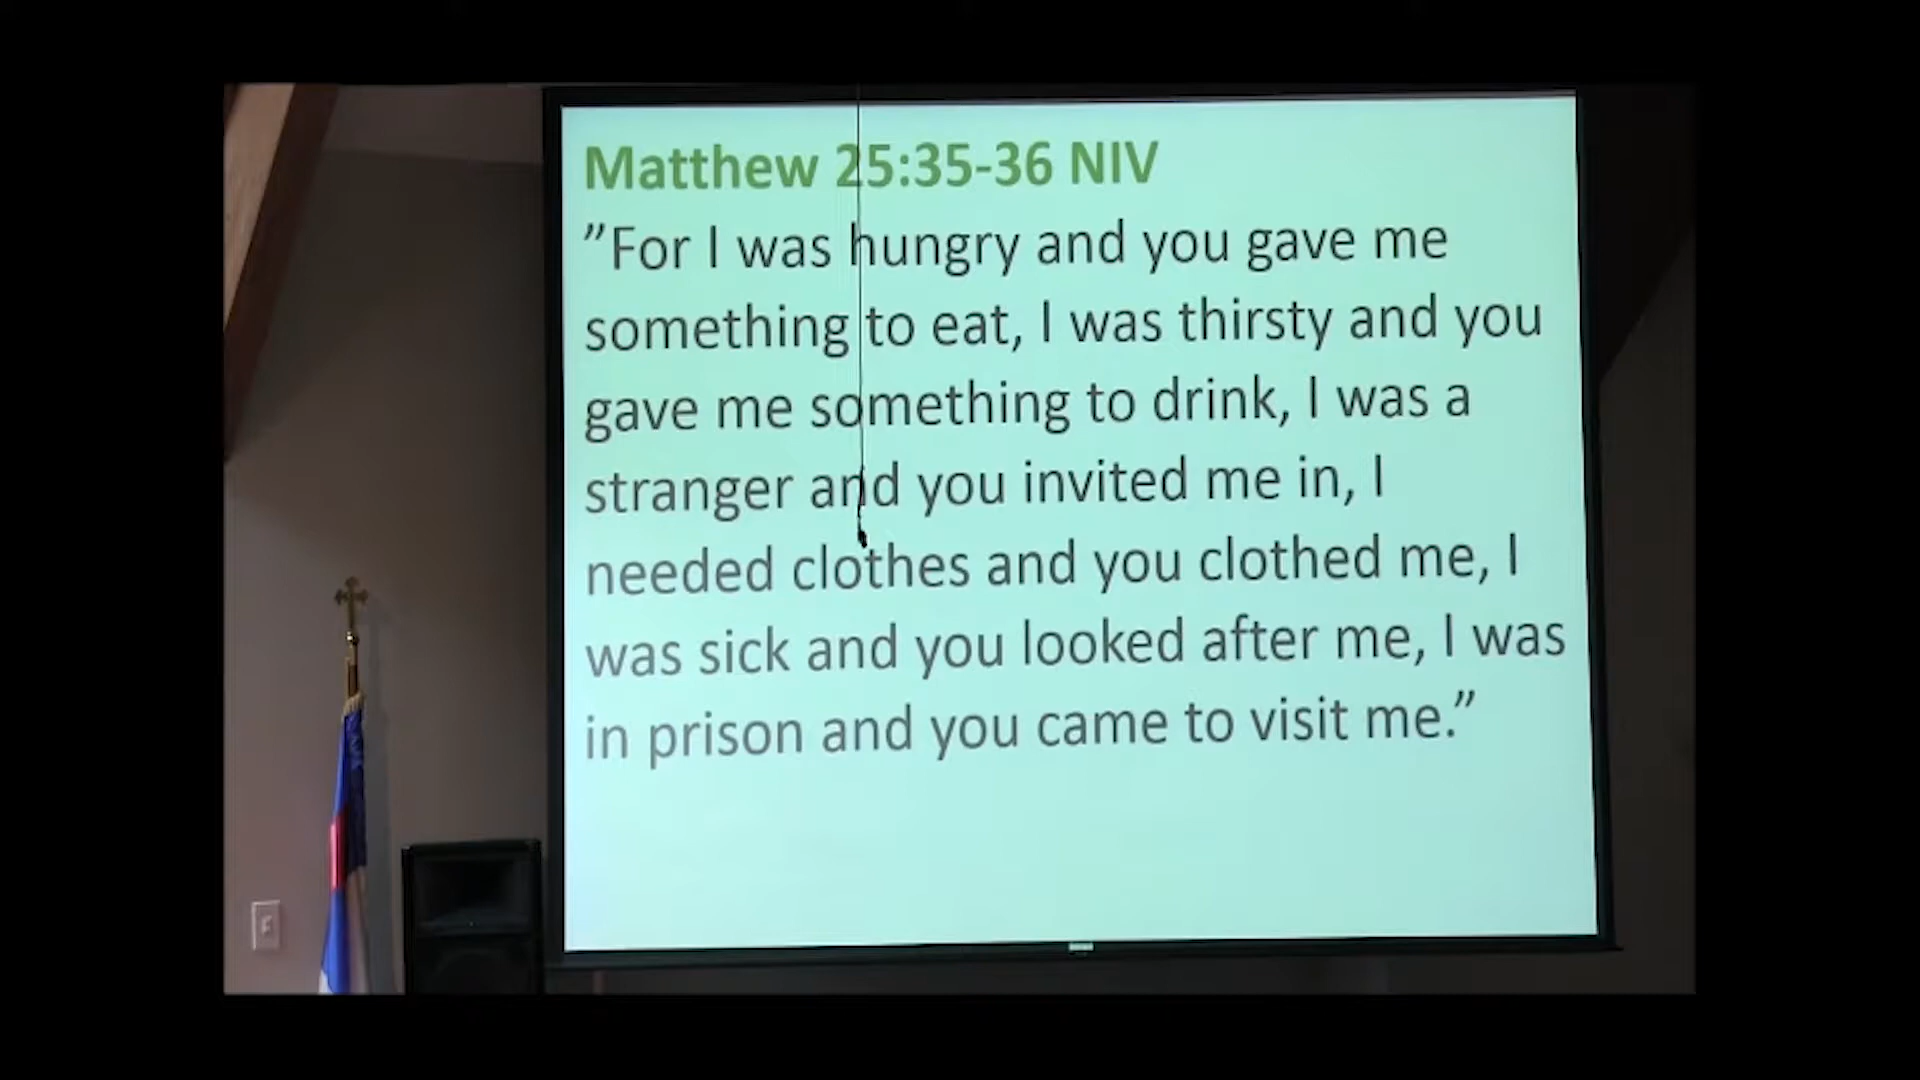 Matthew 25:35-36 NIV
”For I was hungry and you gave me
something to eat, I was thirsty and you
gave me something to drink, I was a
stranger and you invited me in, I
needed clothes and you clothed me, I
was sick and you looked after me, I was
in prison and you came to visit me.”